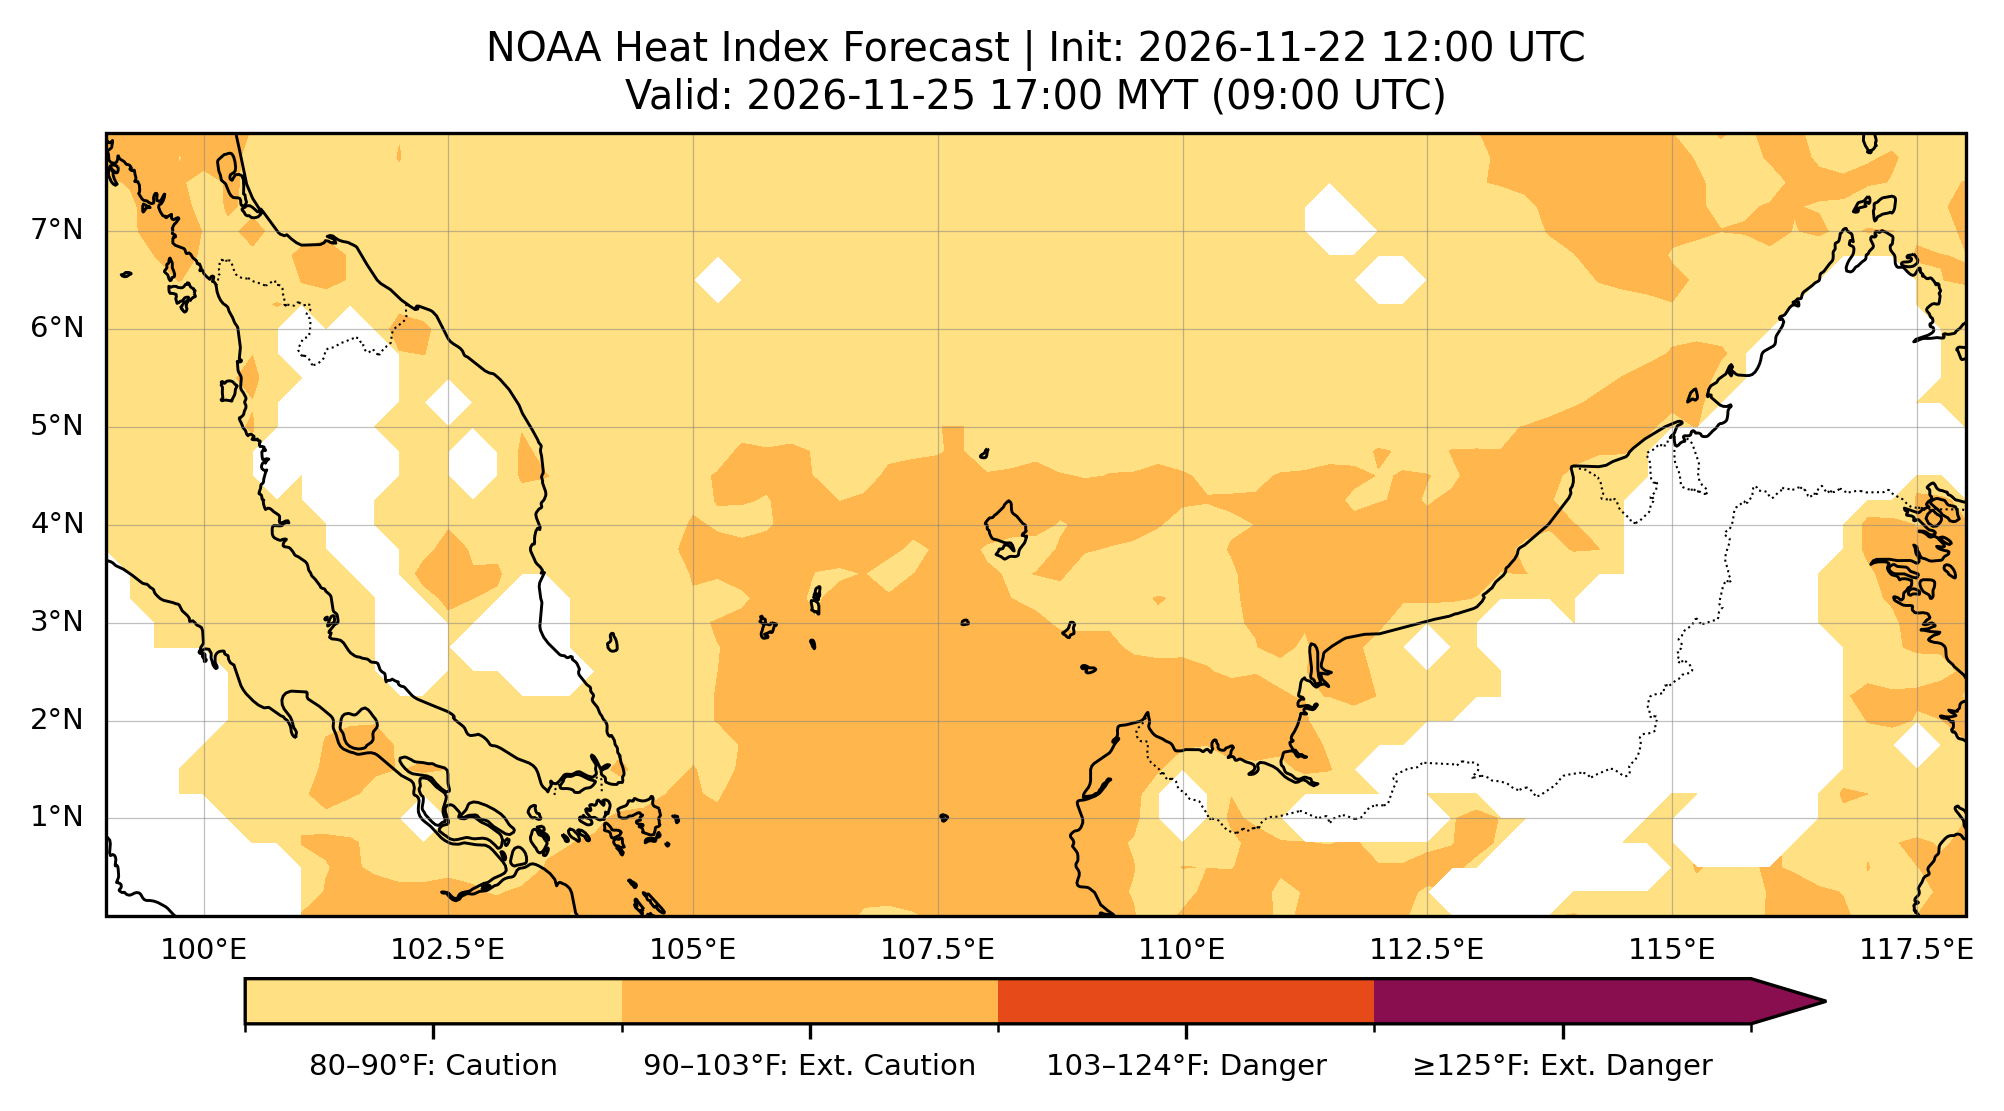 NOAA Heat Index Forecast | Init: 2026-11-22 12:00 UTC
Valid: 2026-11-25 17:00 MYT (09:00 UTC)
7°N
6°N
5°N
4°N
3°N
2°N
1°N
100°E 102.5°E 105°E 107.5°E 110°E 112.5°E 115°E 117.5°E
80–90°F: Caution 90–103°F: Ext. Caution 103–124°F: Danger ≥125°F: Ext. Danger